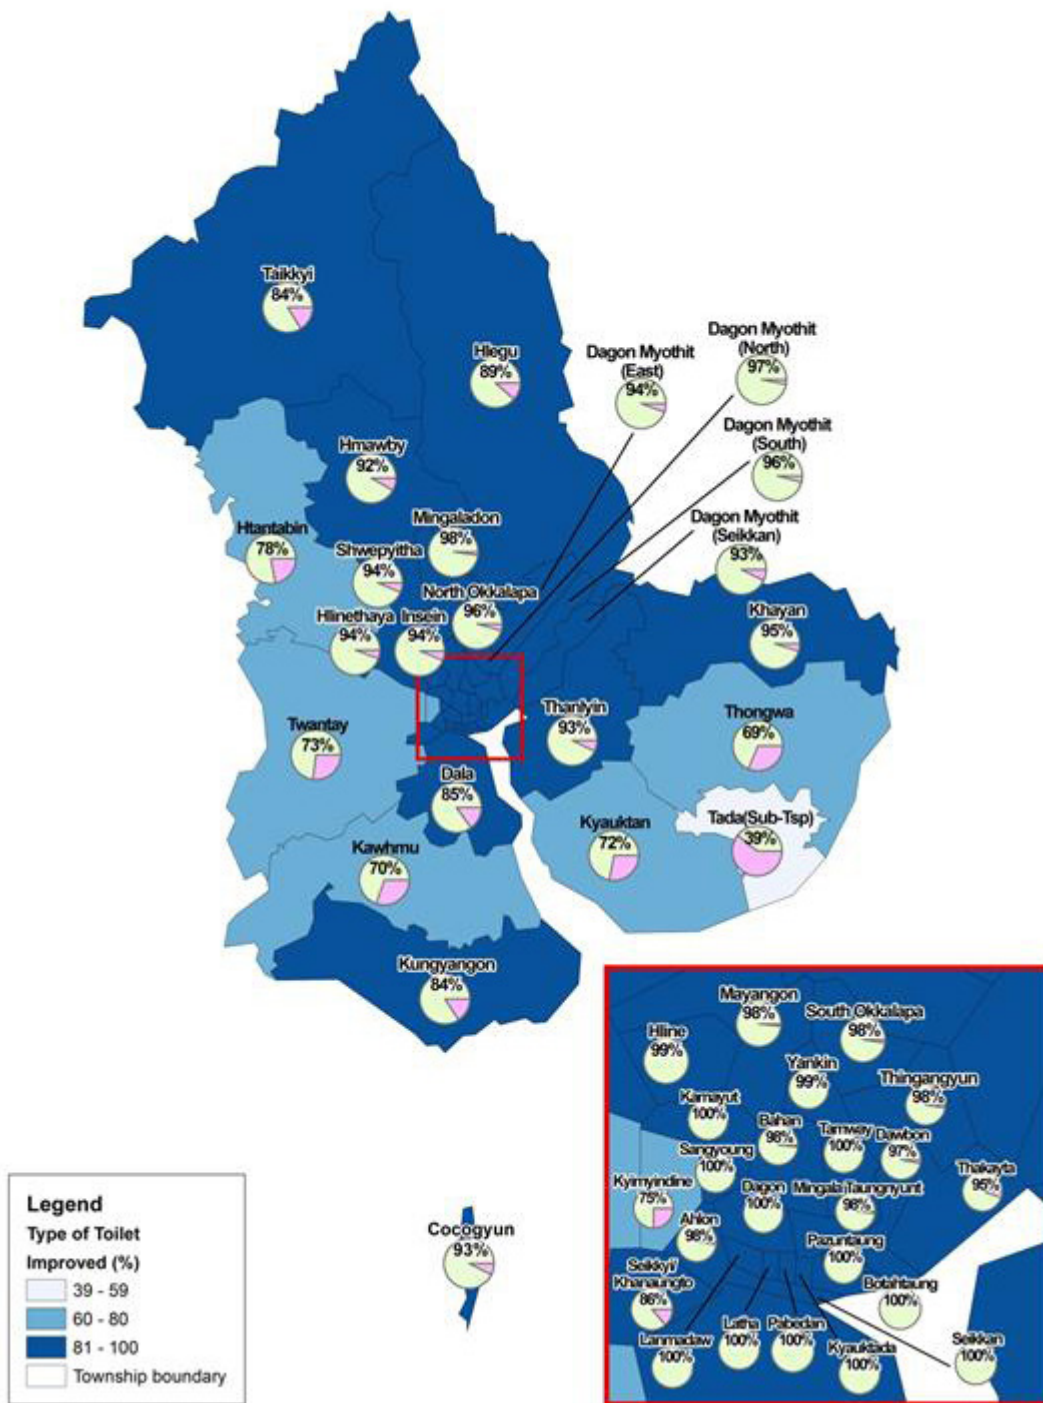 Taikkyi
84%
Hlegu
89%
Dagon Myothit
(East)
94%
Dagon Myothit
(North)
97%
Dagon Myothit
(South)
96%
Dagon Myothit
(Seikkan)
93%
Hmawby
92%
Mingaladon
98%
Htantabin
78%
Shwepyitha
94%
North Okkalapa
96%
Hlinethaya
94%
Insein
94%
Khayan
95%
Twantay
73%
Thanlyin
93%
Thongwa
69%
Dala
85%
Kyauktan
72%
Tada(Sub-Tsp)
39%
Kawhmu
70%
Kungyangon
84%
Cocogyun
93%
Mayangon
98%
South Okkalapa
98%
Hline
99%
Yankin
99%
Thingangyun
98%
Kamayut
100%
Bahan
98%
Tamway
100%
Dawbon
97%
Sangyoung
100%
Thakayta
95%
Kyimyindine
75%
Dagon
100%
Mingala Taungnyunt
98%
Ahlon
98%
Pazuntaung
100%
Seikkyi/
Khanaungto
86%
Botahtaung
100%
Lanmadaw
100%
Latha
100%
Pabedan
100%
Kyauktada
100%
Seikkan
100%
Legend
Type of Toilet
Improved (%)
39 - 59
60 - 80
81 - 100
Township boundary